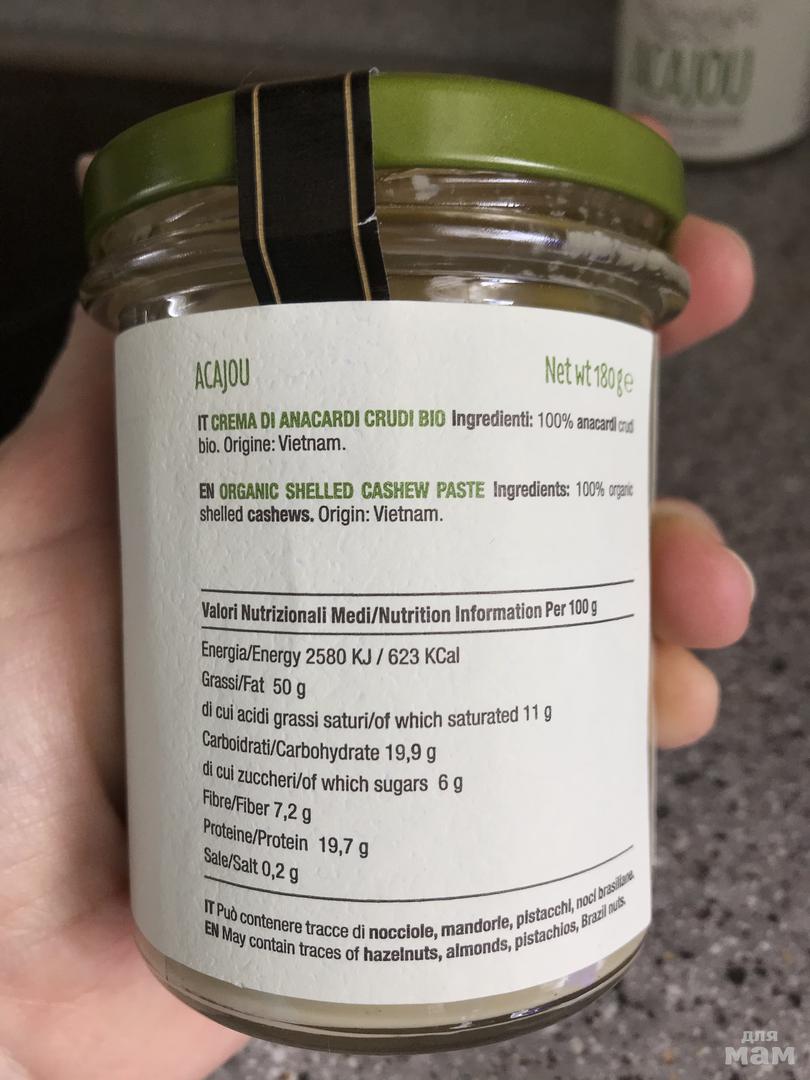 ACAJOU
ACAJOU Net wt 180 g ℮
IT CREMA DI ANACARDI CRUDI BIO Ingredienti: 100% anacardi crudi
bio. Origine: Vietnam.
EN ORGANIC SHELLED CASHEW PASTE Ingredients: 100% organic
shelled cashews. Origin: Vietnam.
Valori Nutrizionali Medi/Nutrition Information Per 100 g
Energia/Energy 2580 KJ / 623 KCal
Grassi/Fat 50 g
di cui acidi grassi saturi/of which saturated 11 g
Carboidrati/Carbohydrate 19,9 g
di cui zuccheri/of which sugars 6 g
Fibre/Fiber 7,2 g
Proteine/Protein 19,7 g
Sale/Salt 0,2 g
IT Può contenere tracce di nocciole, mandorle, pistacchi, noci brasiliane.
EN May contain traces of hazelnuts, almonds, pistachios, Brazil nuts.
для
мам